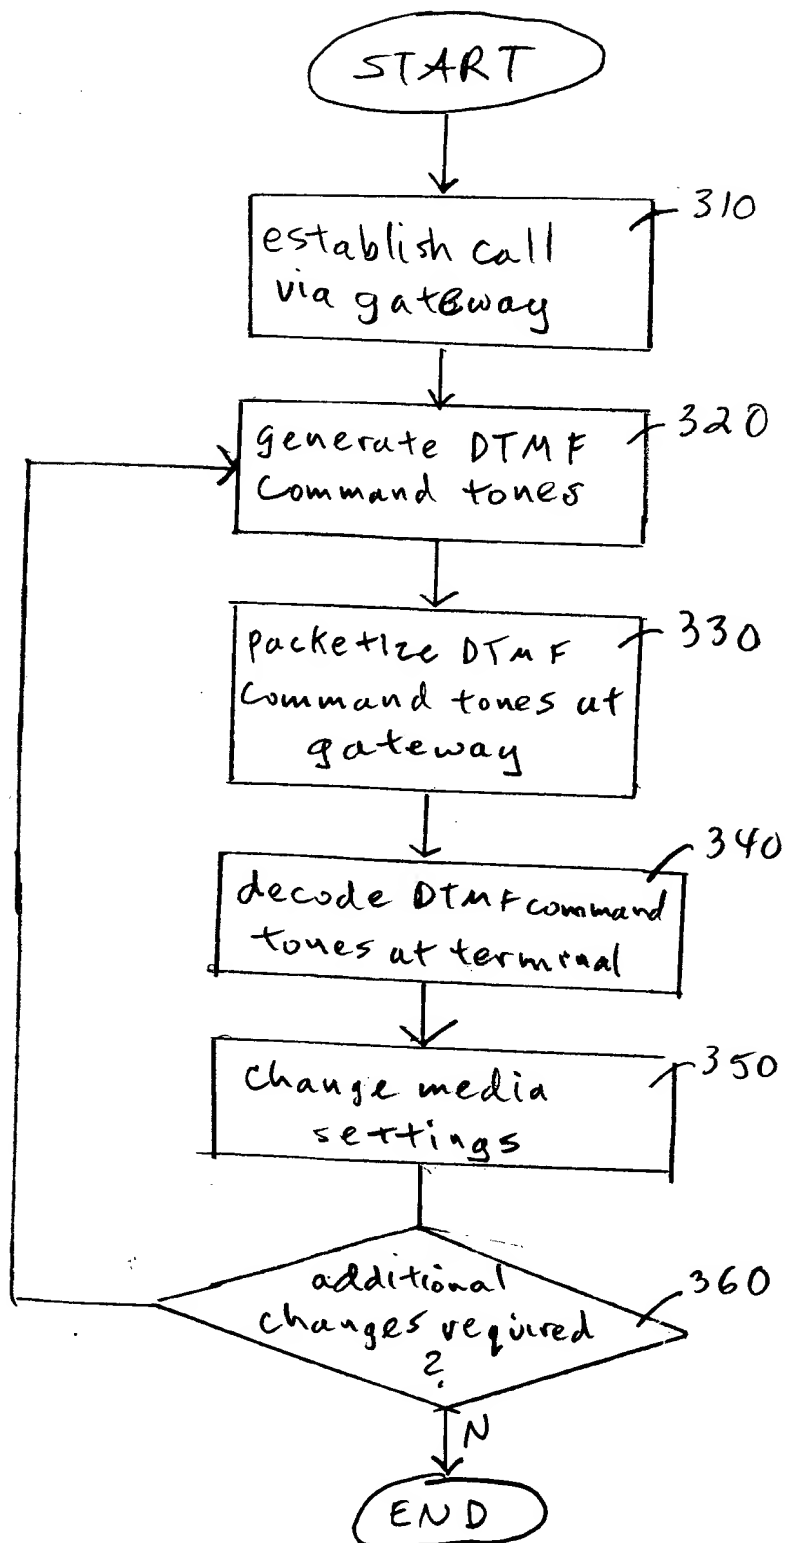 START
310
establish call
via gateway
320
generate DTMF
Command tones
330
packetize DTMF
Command tones at
gateway
340
decode DTMF command
tones at terminal
350
change media
settings
360
additional
changes required
?
N
END